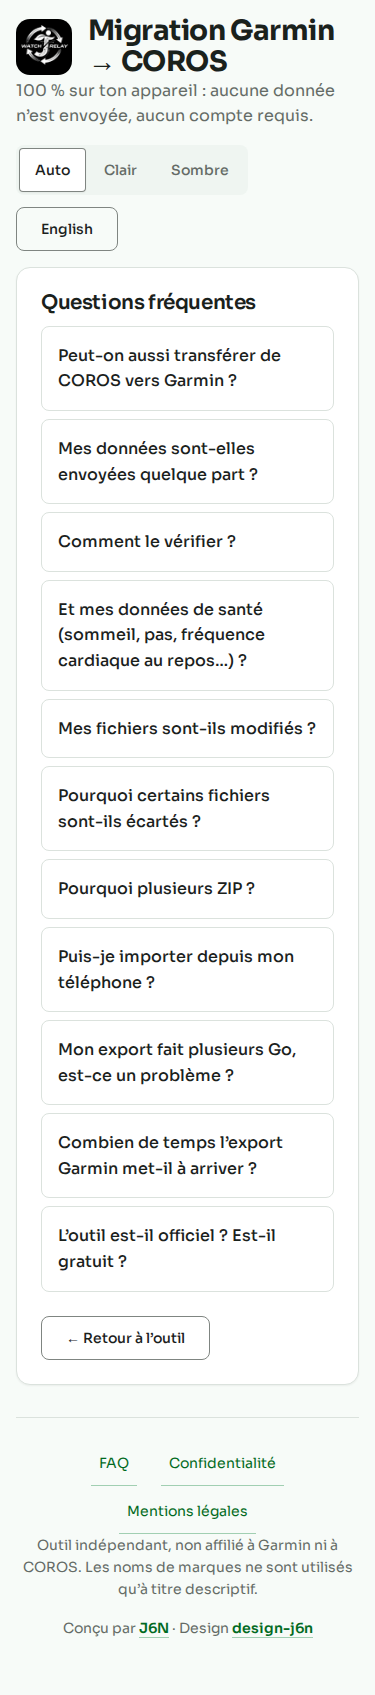 WATCH RELAY
Migration Garmin
→ COROS
100 % sur ton appareil : aucune donnée
n’est envoyée, aucun compte requis.
Auto Clair Sombre
English
Questions fréquentes
Peut-on aussi transférer de
COROS vers Garmin ?
Mes données sont-elles
envoyées quelque part ?
Comment le vérifier ?
Et mes données de santé
(sommeil, pas, fréquence
cardiaque au repos…) ?
Mes fichiers sont-ils modifiés ?
Pourquoi certains fichiers
sont-ils écartés ?
Pourquoi plusieurs ZIP ?
Puis-je importer depuis mon
téléphone ?
Mon export fait plusieurs Go,
est-ce un problème ?
Combien de temps l’export
Garmin met-il à arriver ?
L’outil est-il officiel ? Est-il
gratuit ?
← Retour à l’outil
FAQ Confidentialité
Mentions légales
Outil indépendant, non affilié à Garmin ni à
COROS. Les noms de marques ne sont utilisés
qu’à titre descriptif.
Conçu par J6N · Design design-j6n